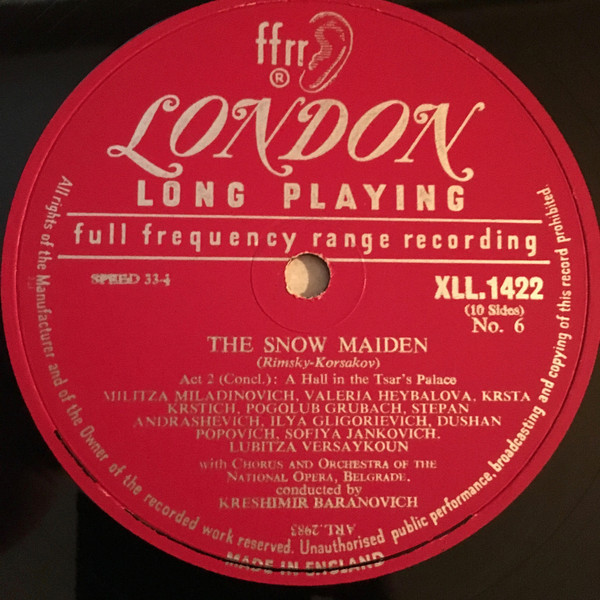 ffrr
®
LONDON
LONG PLAYING
full frequency range recording
SPEED 33⅓
XLL.1422
(10 Sides)
No. 6
THE SNOW MAIDEN
(Rimsky-Korsakov)
Act 2 (Concl.): A Hall in the Tsar's Palace
MILITZA MILADINOVICH, VALERIA HEYBALOVA, KRSTA
KRSTICH, POGOLUB GRUBACH, STEPAN
ANDRASHEVICH, ILYA GLIGORIEVICH, DUSHAN
POPOVICH, SOFIYA JANKOVICH,
LUBITZA VERSAYKOUN
with CHORUS AND ORCHESTRA OF THE
NATIONAL OPERA, BELGRADE,
conducted by
KRESHIMIR BARANOVICH
ARL.2983
All rights of the Manufacturer and of the Owner of the recorded work reserved. Unauthorised public performance, broadcasting and copying of this record prohibited.
MADE IN ENGLAND